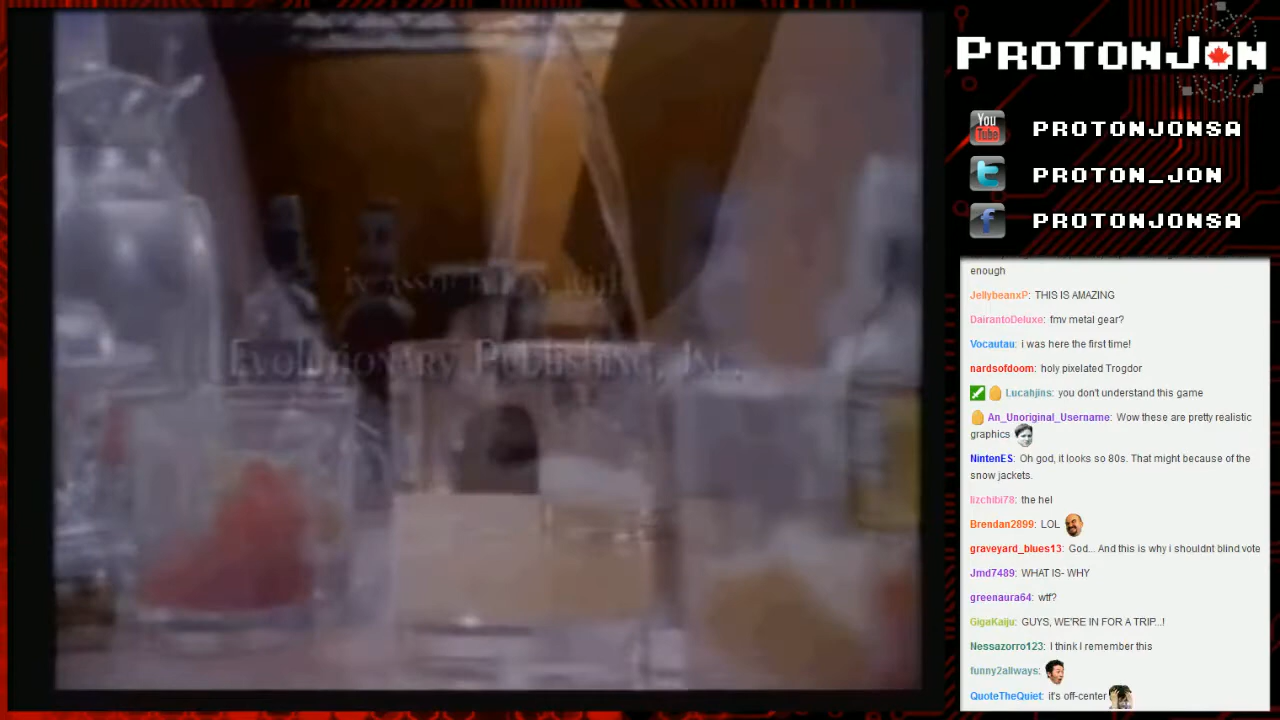 in association with
Evolutionary Publishing, Inc.
PROTONJON
You
Tube
PROTONJONSA
t
PROTON_JON
f
PROTONJONSA
enough
JellybeanxP: THIS IS AMAZING
DairantoDeluxe: fmv metal gear?
Vocautau: i was here the first time!
nardsofdoom: holy pixelated Trogdor
Lucahjins: you don't understand this game
An_Unoriginal_Username: Wow these are pretty realistic
graphics
NintenES: Oh god, it looks so 80s. That might because of the
snow jackets.
lizchibi78: the hel
Brendan2899: LOL
graveyard_blues13: God... And this is why i shouldnt blind vote
Jmd7489: WHAT IS- WHY
greenaura64: wtf?
GigaKaiju: GUYS, WE'RE IN FOR A TRIP...!
Nessazorro123: I think I remember this
funny2allways:
QuoteTheQuiet: it's off-center